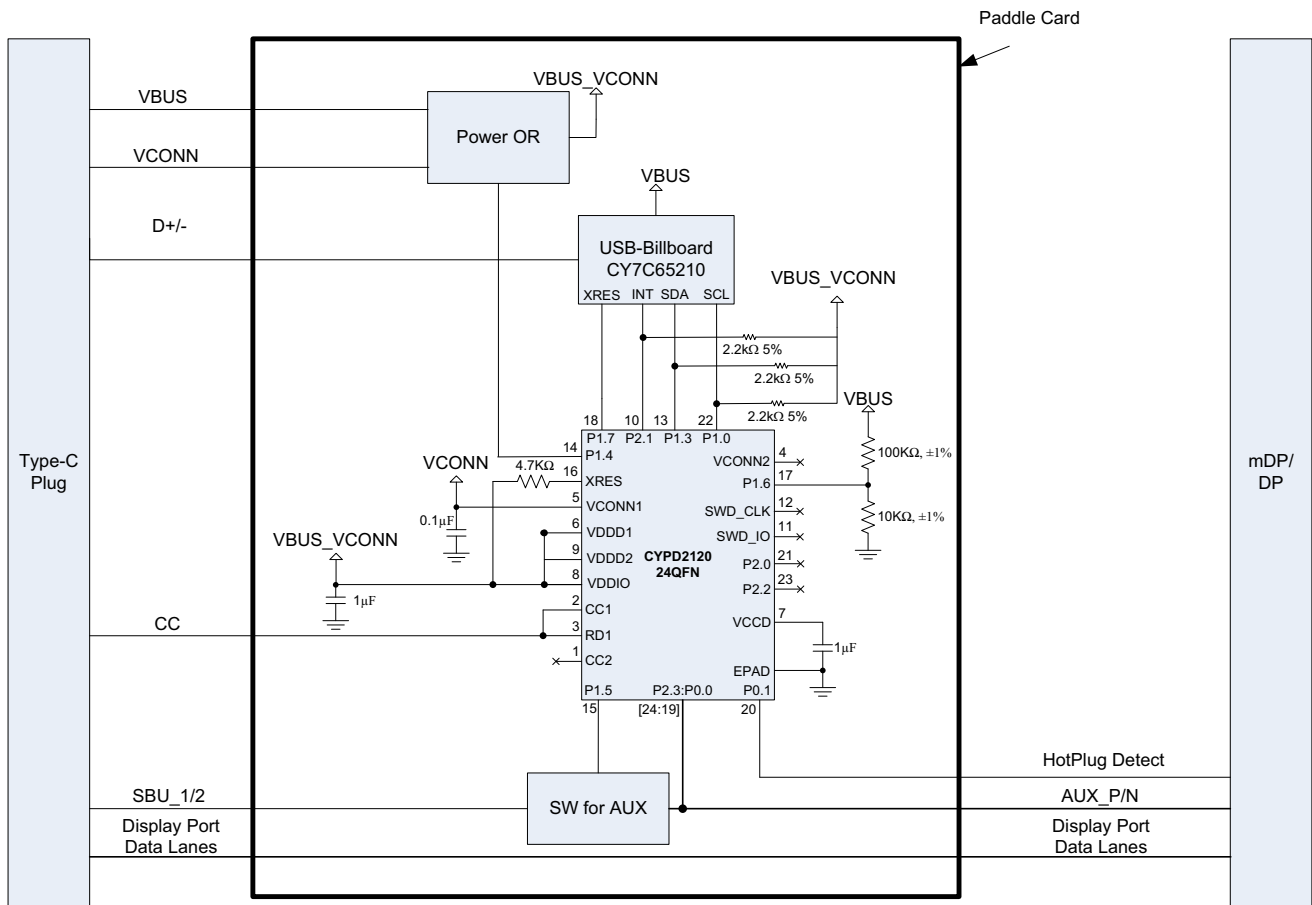 Paddle Card
VBUS
VBUS_VCONN
Power OR
VCONN
VBUS
D+/-
USB-Billboard
CY7C65210
VBUS_VCONN
XRES INT SDA SCL
2.2kΩ 5%
2.2kΩ 5%
VBUS
2.2kΩ 5%
18 10 13 22
P1.7 P2.1 P1.3 P1.0
14
P1.4
4
VCONN2
100KΩ, ±1%
Type-C
Plug
mDP/
DP
VCONN
4.7KΩ
16
XRES
17
P1.6
5
VCONN1
12
SWD_CLK
10KΩ, ±1%
0.1µF
6
VDDD1
11
SWD_IO
VBUS_VCONN
9
VDDD2
CYPD2120
24QFN
21
P2.0
8
VDDIO
23
P2.2
1µF
2
CC1
7
VCCD
CC
3
RD1
1µF
1
CC2
EPAD
P1.5 P2.3:P0.0 P0.1
15 [24:19] 20
HotPlug Detect
SBU_1/2
SW for AUX
AUX_P/N
Display Port
Data Lanes
Display Port
Data Lanes